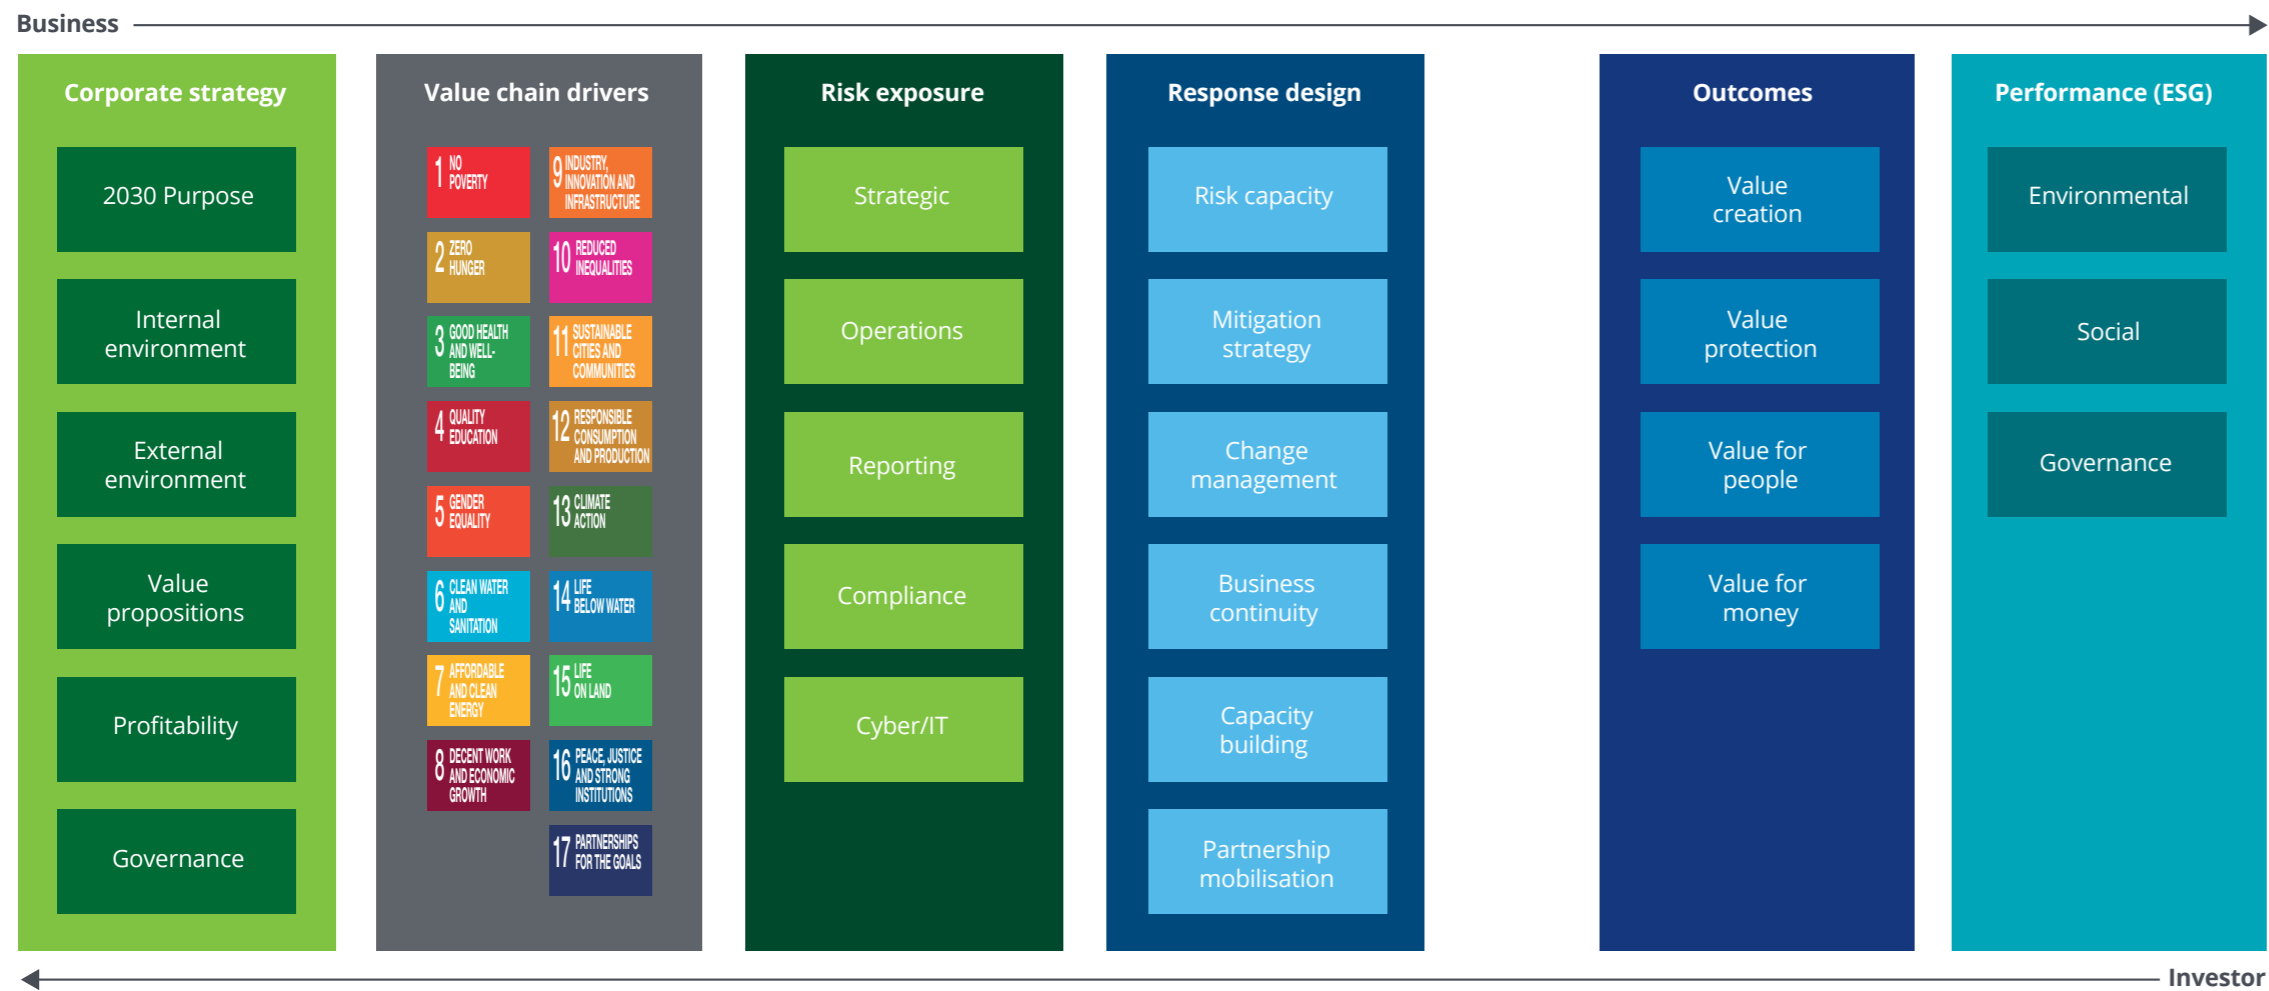 Business
Corporate strategy
2030 Purpose
Internal
environment
External
environment
Value
propositions
Profitability
Governance
Value chain drivers
1 NO
POVERTY
2 ZERO
HUNGER
3 GOOD HEALTH
AND WELL-
BEING
4 QUALITY
EDUCATION
5 GENDER
EQUALITY
6 CLEAN WATER
AND
SANITATION
7 AFFORDABLE
AND CLEAN
ENERGY
8 DECENT WORK
AND ECONOMIC
GROWTH
9 INDUSTRY,
INNOVATION AND
INFRASTRUCTURE
10 REDUCED
INEQUALITIES
11 SUSTAINABLE
CITIES AND
COMMUNITIES
12 RESPONSIBLE
CONSUMPTION
AND PRODUCTION
13 CLIMATE
ACTION
14 LIFE
BELOW WATER
15 LIFE
ON LAND
16 PEACE, JUSTICE
AND STRONG
INSTITUTIONS
17 PARTNERSHIPS
FOR THE GOALS
Risk exposure
Strategic
Operations
Reporting
Compliance
Cyber/IT
Response design
Risk capacity
Mitigation
strategy
Change
management
Business
continuity
Capacity
building
Partnership
mobilisation
Outcomes
Value
creation
Value
protection
Value for
people
Value for
money
Performance (ESG)
Environmental
Social
Governance
Investor